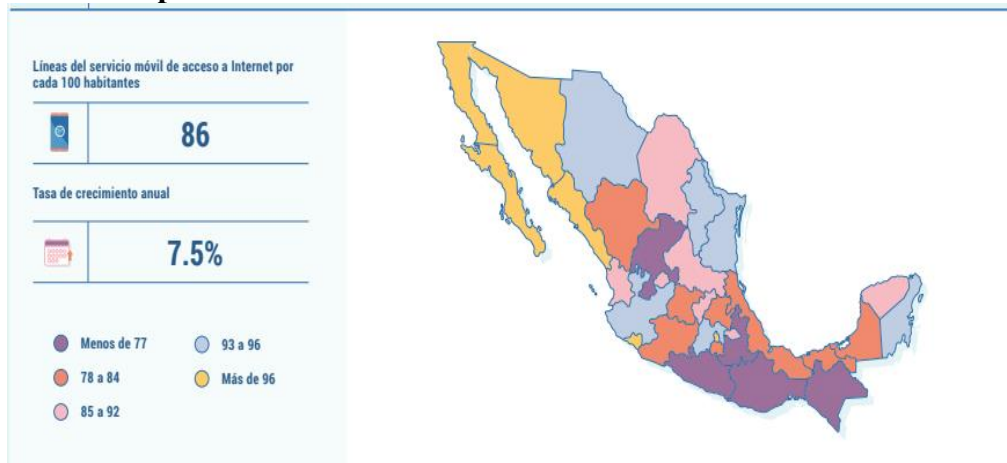 Líneas del servicio móvil de acceso a Internet por
cada 100 habitantes
86
Tasa de crecimiento anual
7.5%
Menos de 77
93 a 96
78 a 84
Más de 96
85 a 92